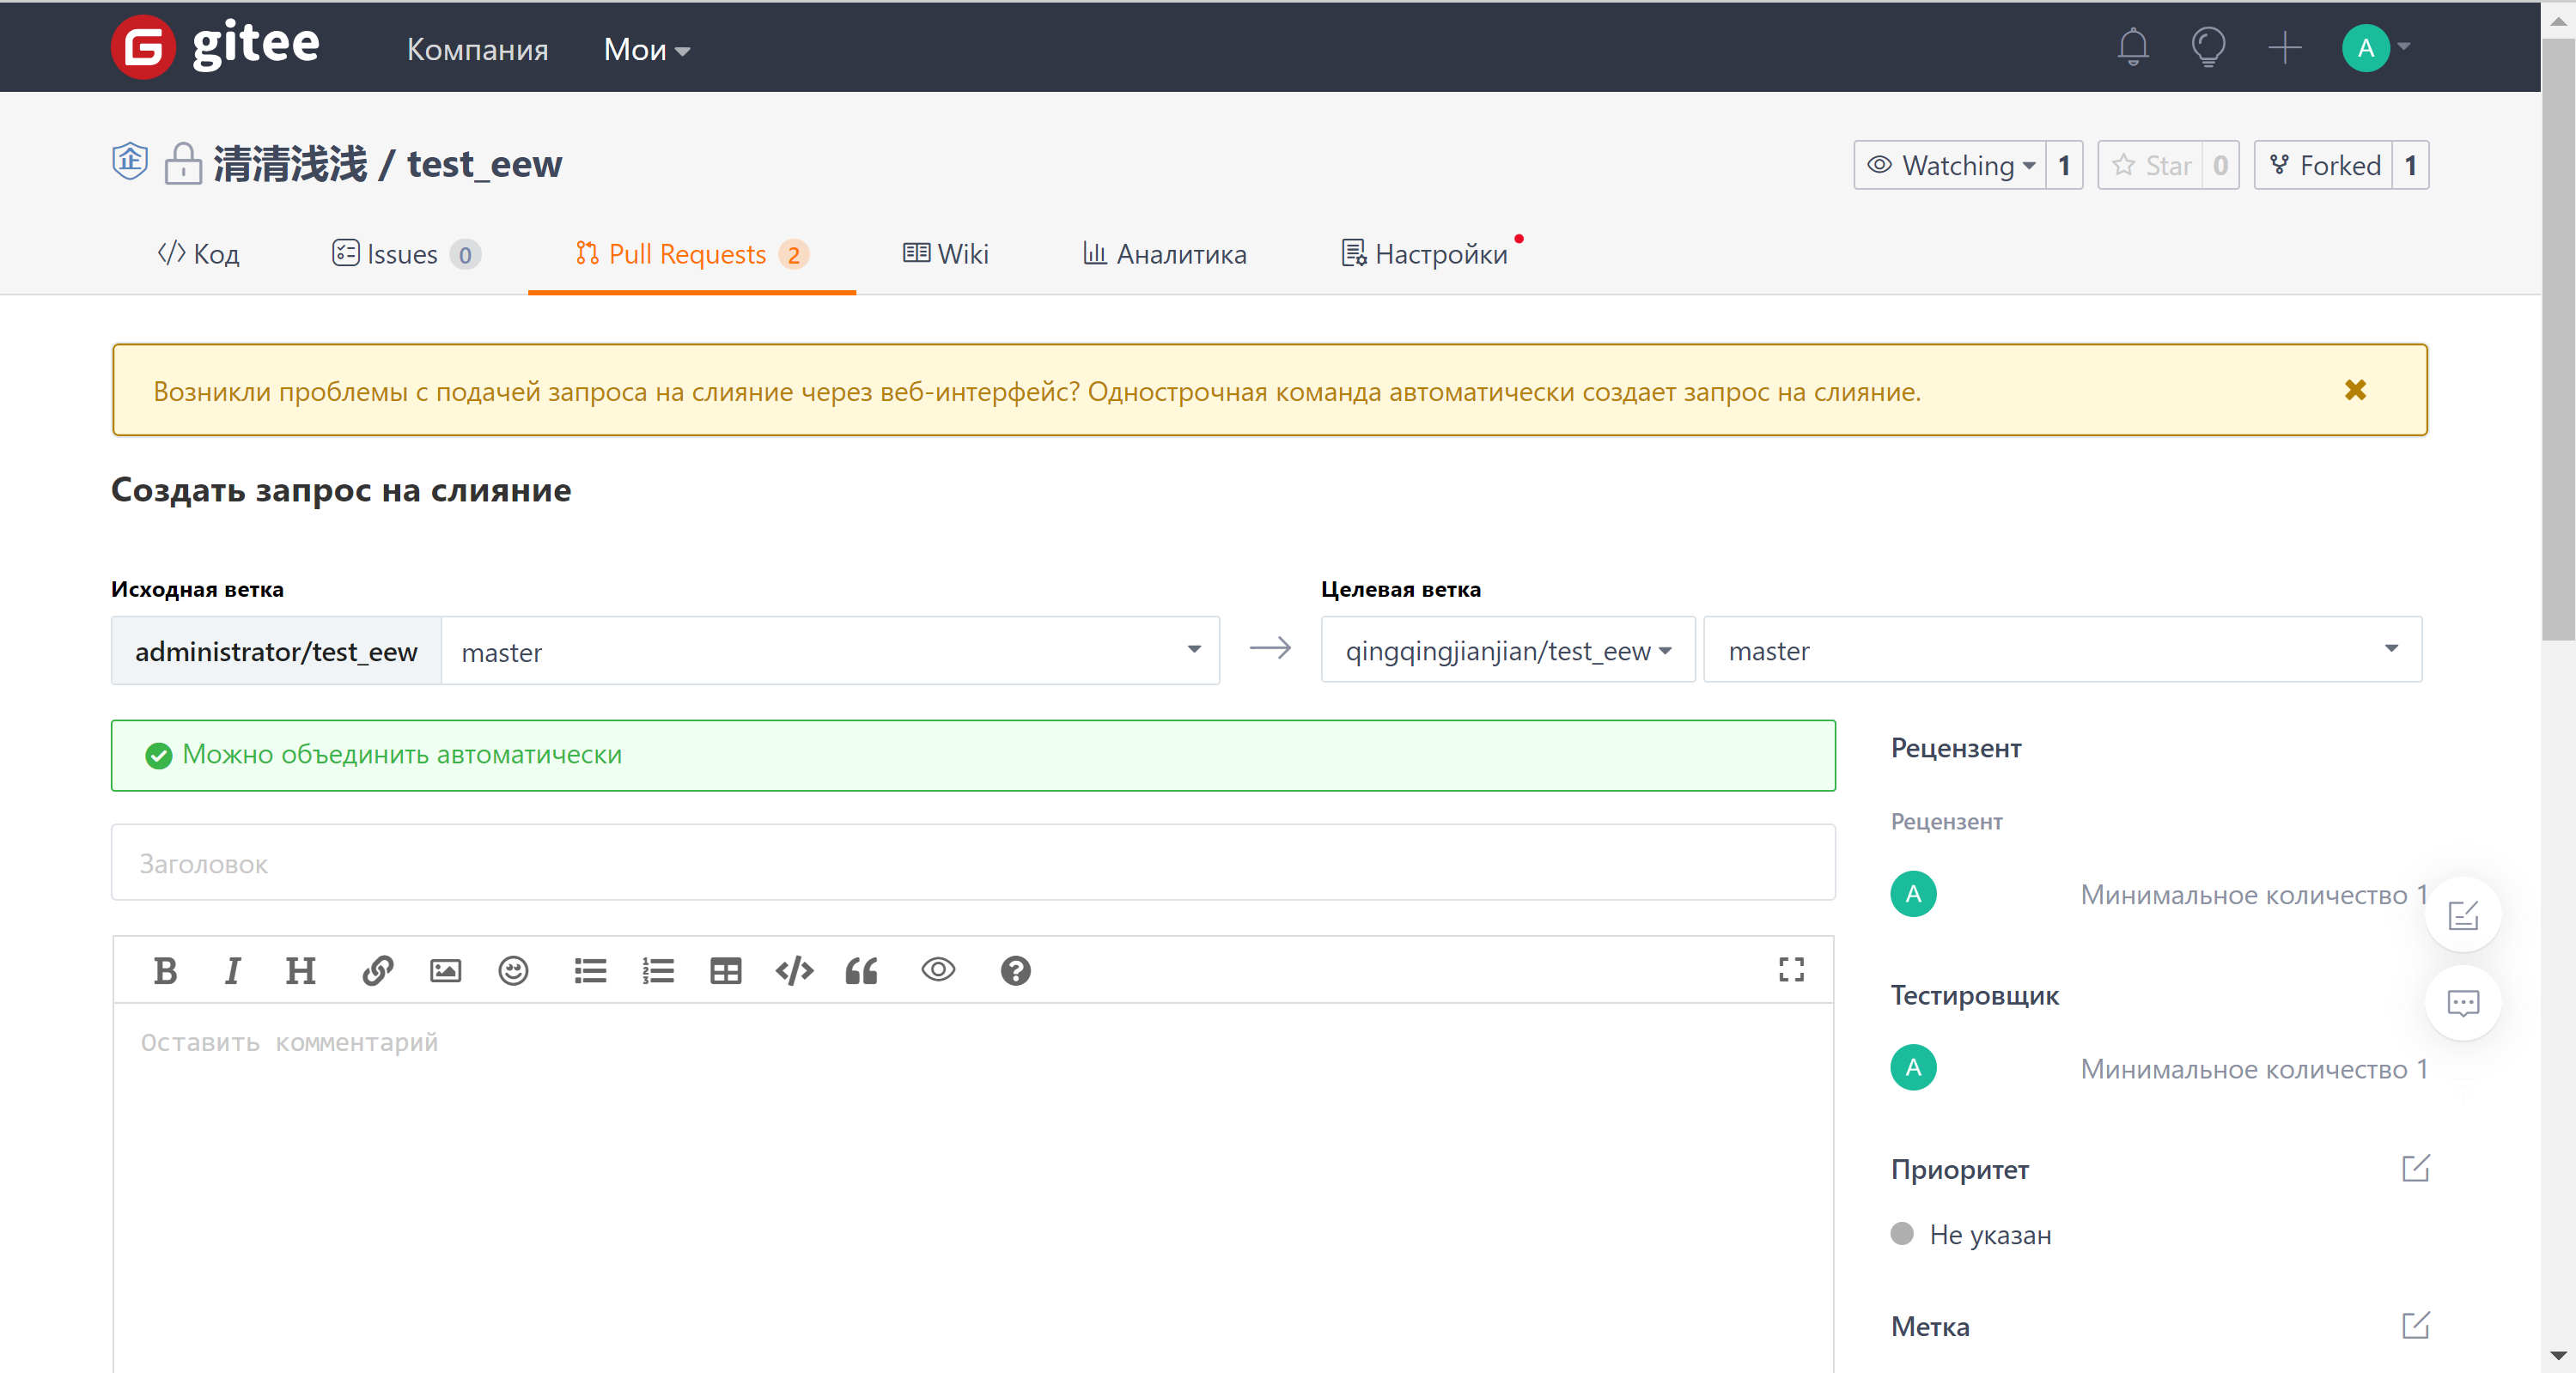 gitee Компания Мои A
企 清清浅浅 / test_eew Watching 1 Star 0 Forked 1
Код Issues 0 Pull Requests 2 Wiki Аналитика Настройки
Возникли проблемы с подачей запроса на слияние через веб-интерфейс? Однострочная команда автоматически создает запрос на слияние.
Создать запрос на слияние
Исходная ветка Целевая ветка
administrator/test_eew master qingqingjianjian/test_eew master
Можно объединить автоматически
Рецензент
Рецензент
Заголовок
A Минимальное количество 1
B I H
Тестировщик
Оставить комментарий
A Минимальное количество 1
Приоритет
Не указан
Метка